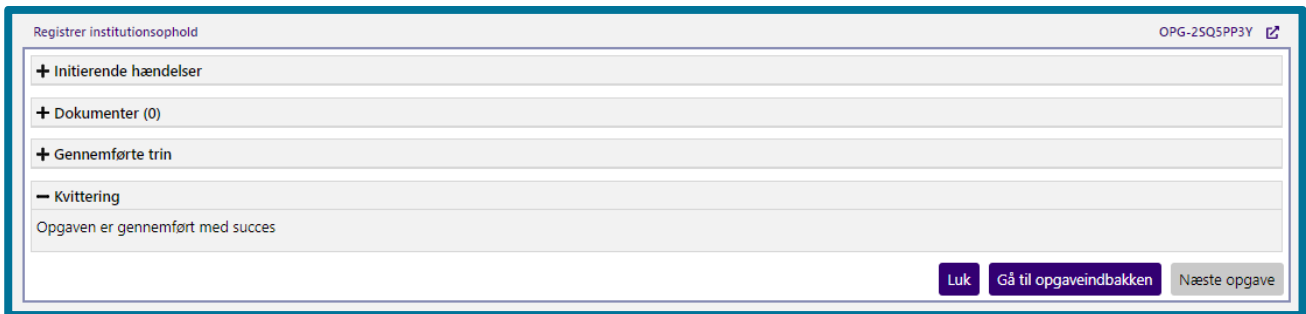 Registrer institutionsophold OPG-2SQ5PP3Y
Initierende hændelser
Dokumenter (0)
Gennemførte trin
Kvittering
Opgaven er gennemført med succes
Luk Gå til opgaveindbakken Næste opgave